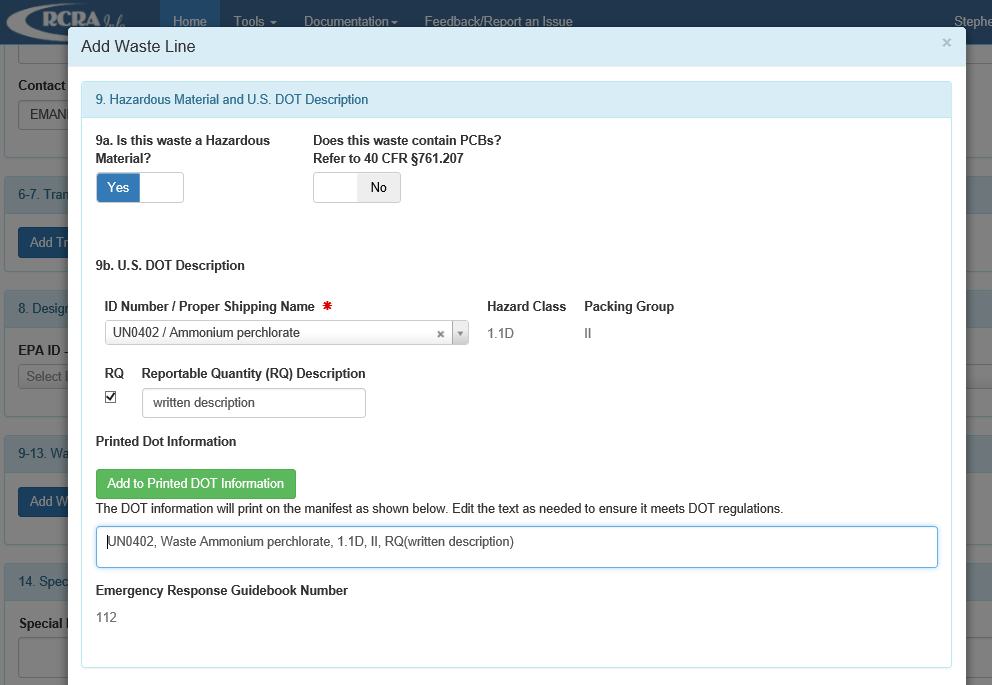 RCRAInfo Home Tools Documentation Feedback/Report an Issue Stephe
Add Waste Line ×
Contact
EMAN
9. Hazardous Material and U.S. DOT Description
9a. Is this waste a Hazardous
Material?
Does this waste contain PCBs?
Refer to 40 CFR §761.207
Yes
No
6-7. Tran
Add Tr
9b. U.S. DOT Description
8. Design
ID Number / Proper Shipping Name * Hazard Class Packing Group
UN0402 / Ammonium perchlorate × 1.1D II
EPA ID -
Select
RQ Reportable Quantity (RQ) Description
written description
Printed Dot Information
9-13. Wa
Add W
Add to Printed DOT Information
The DOT information will print on the manifest as shown below. Edit the text as needed to ensure it meets DOT regulations.
UN0402, Waste Ammonium perchlorate, 1.1D, II, RQ(written description)
14. Spec
Emergency Response Guidebook Number
112
Special